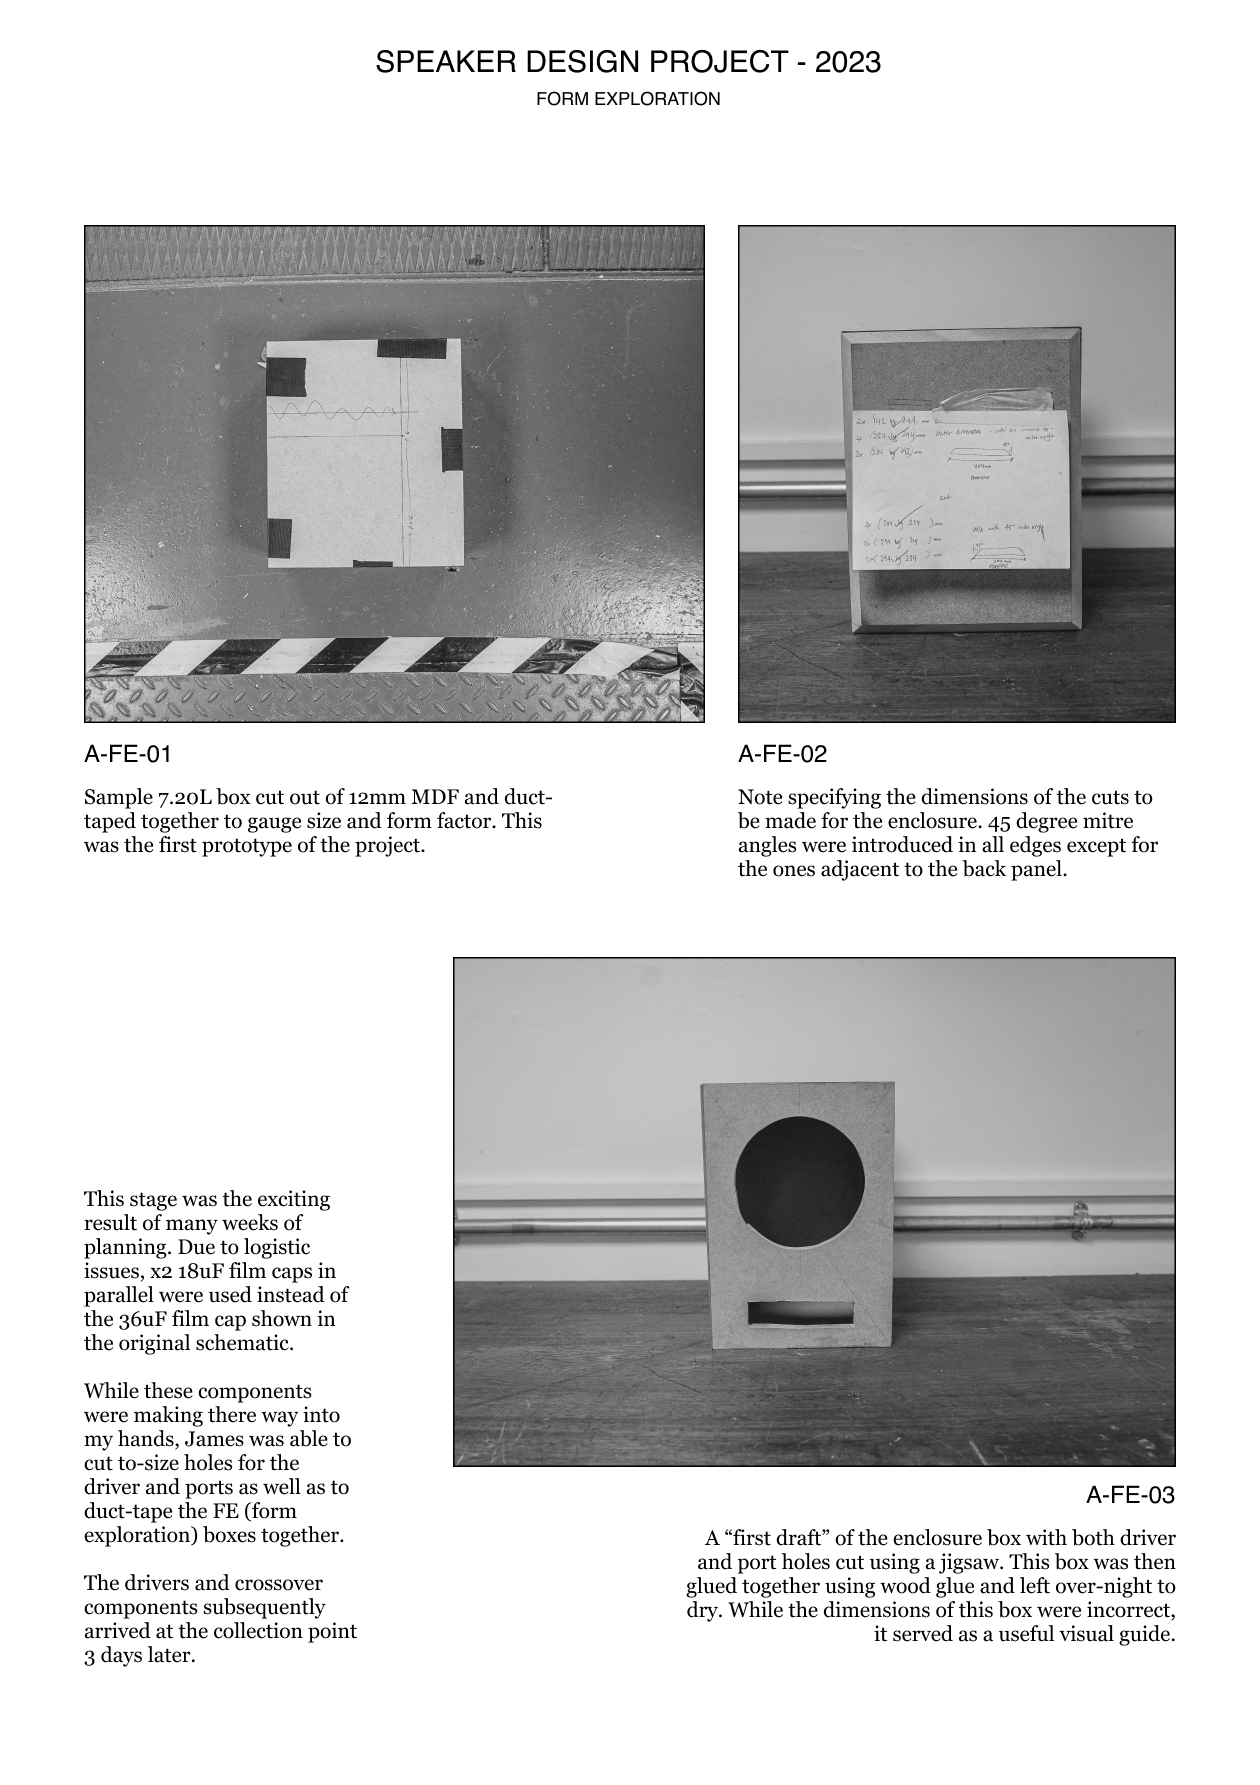 SPEAKER DESIGN PROJECT - 2023
FORM EXPLORATION
A-FE-01
Sample 7.20L box cut out of 12mm MDF and duct-
taped together to gauge size and form factor. This
was the first prototype of the project.
A-FE-02
Note specifying the dimensions of the cuts to
be made for the enclosure. 45 degree mitre
angles were introduced in all edges except for
the ones adjacent to the back panel.
This stage was the exciting
result of many weeks of
planning. Due to logistic
issues, x2 18uF film caps in
parallel were used instead of
the 36uF film cap shown in
the original schematic.
While these components
were making there way into
my hands, James was able to
cut to-size holes for the
driver and ports as well as to
duct-tape the FE (form
exploration) boxes together.
The drivers and crossover
components subsequently
arrived at the collection point
3 days later.
A-FE-03
A “first draft” of the enclosure box with both driver
and port holes cut using a jigsaw. This box was then
glued together using wood glue and left over-night to
dry. While the dimensions of this box were incorrect,
it served as a useful visual guide.